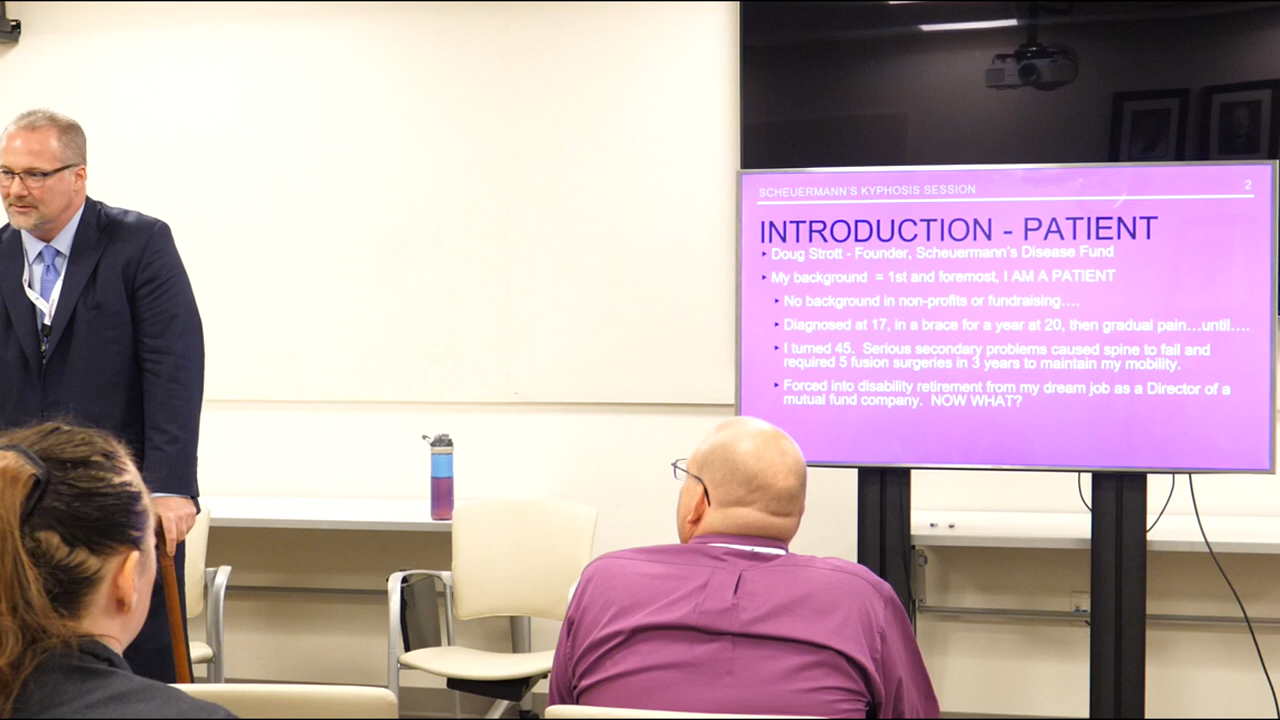 SCHEUERMANN'S KYPHOSIS SESSION 2
INTRODUCTION - PATIENT
‣ Doug Strott - Founder, Scheuermann's Disease Fund
‣ My background = 1st and foremost, I AM A PATIENT
‣ No background in non-profits or fundraising....
‣ Diagnosed at 17, in a brace for a year at 20, then gradual pain...until....
‣ I turned 45. Serious secondary problems caused spine to fail and
required 5 fusion surgeries in 3 years to maintain my mobility.
‣ Forced into disability retirement from my dream job as a Director of a
mutual fund company. NOW WHAT?